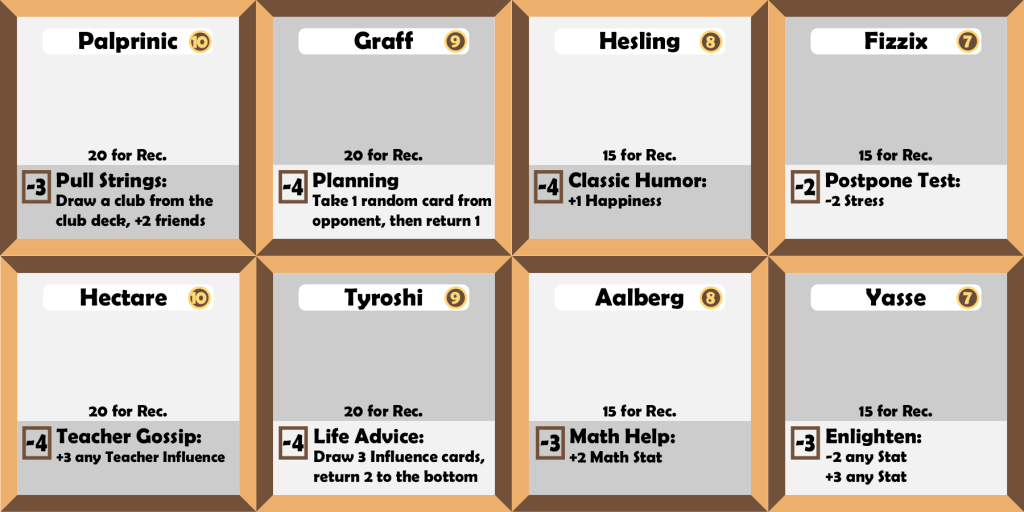 Palprinic 10
20 for Rec.
-3 Pull Strings:
Draw a club from the
club deck, +2 friends
Graff 9
20 for Rec.
-4 Planning
Take 1 random card from
opponent, then return 1
Hesling 8
15 for Rec.
-4 Classic Humor:
+1 Happiness
Fizzix 7
15 for Rec.
-2 Postpone Test:
-2 Stress
Hectare 10
20 for Rec.
-4 Teacher Gossip:
+3 any Teacher Influence
Tyroshi 9
20 for Rec.
-4 Life Advice:
Draw 3 Influence cards,
return 2 to the bottom
Aalberg 8
15 for Rec.
-3 Math Help:
+2 Math Stat
Yasse 7
15 for Rec.
-3 Enlighten:
-2 any Stat
+3 any Stat